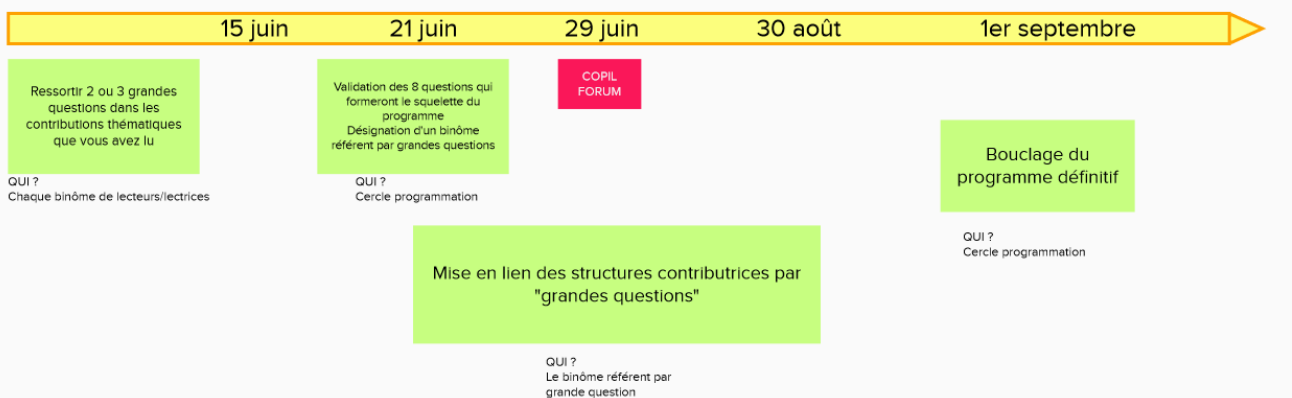 15 juin
21 juin
29 juin
30 août
1er septembre
Ressortir 2 ou 3 grandes
questions dans les
contributions thématiques
que vous avez lu
QUI ?
Chaque binôme de lecteurs/lectrices
Validation des 8 questions qui
formeront le squelette du
programme
Désignation d'un binôme
référent par grandes questions
QUI ?
Cercle programmation
COPIL
FORUM
Mise en lien des structures contributrices par
"grandes questions"
QUI ?
Le binôme référent par
grande question
Bouclage du
programme définitif
QUI ?
Cercle programmation